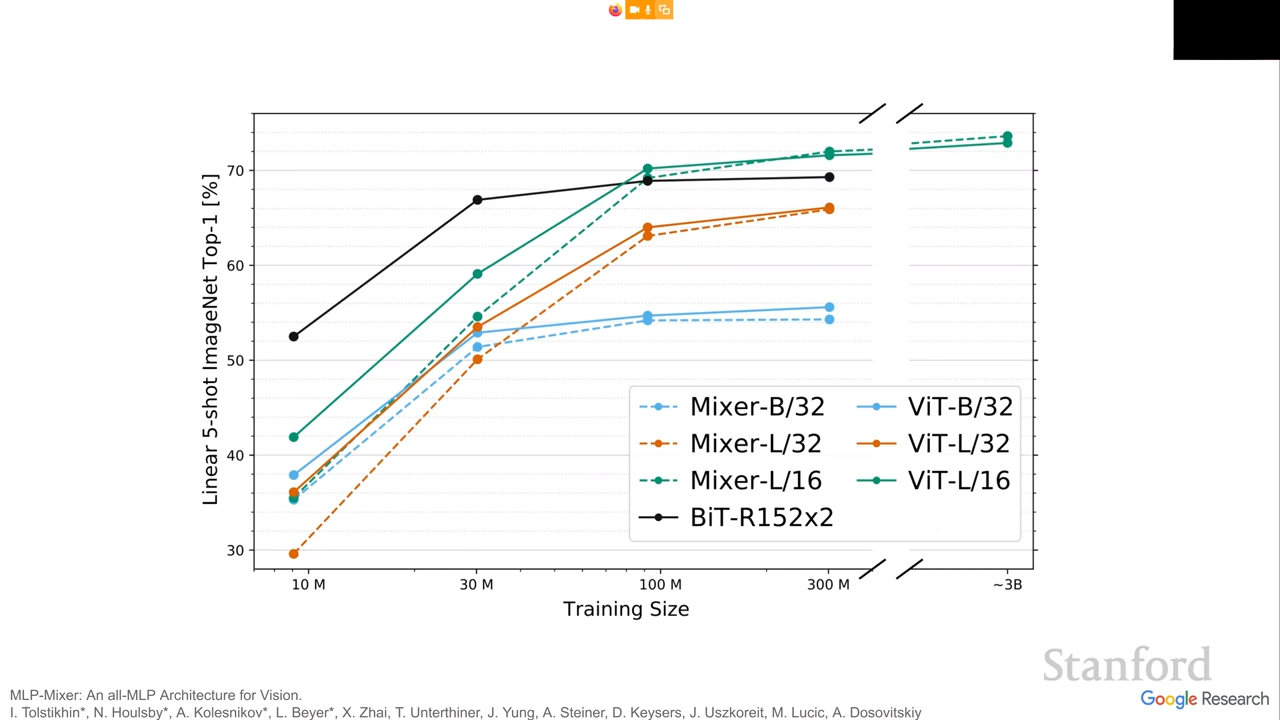 Linear 5-shot ImageNet Top-1 [%]
70
60
50
40
30
Mixer-B/32
ViT-B/32
Mixer-L/32
ViT-L/32
Mixer-L/16
ViT-L/16
BiT-R152x2
10 M
30 M
100 M
300 M
~3B
Training Size
Stanford
Google Research
MLP-Mixer: An all-MLP Architecture for Vision.
I. Tolstikhin*, N. Houlsby*, A. Kolesnikov*, L. Beyer*, X. Zhai, T. Unterthiner, J. Yung, A. Steiner, D. Keysers, J. Uszkoreit, M. Lucic, A. Dosovitskiy